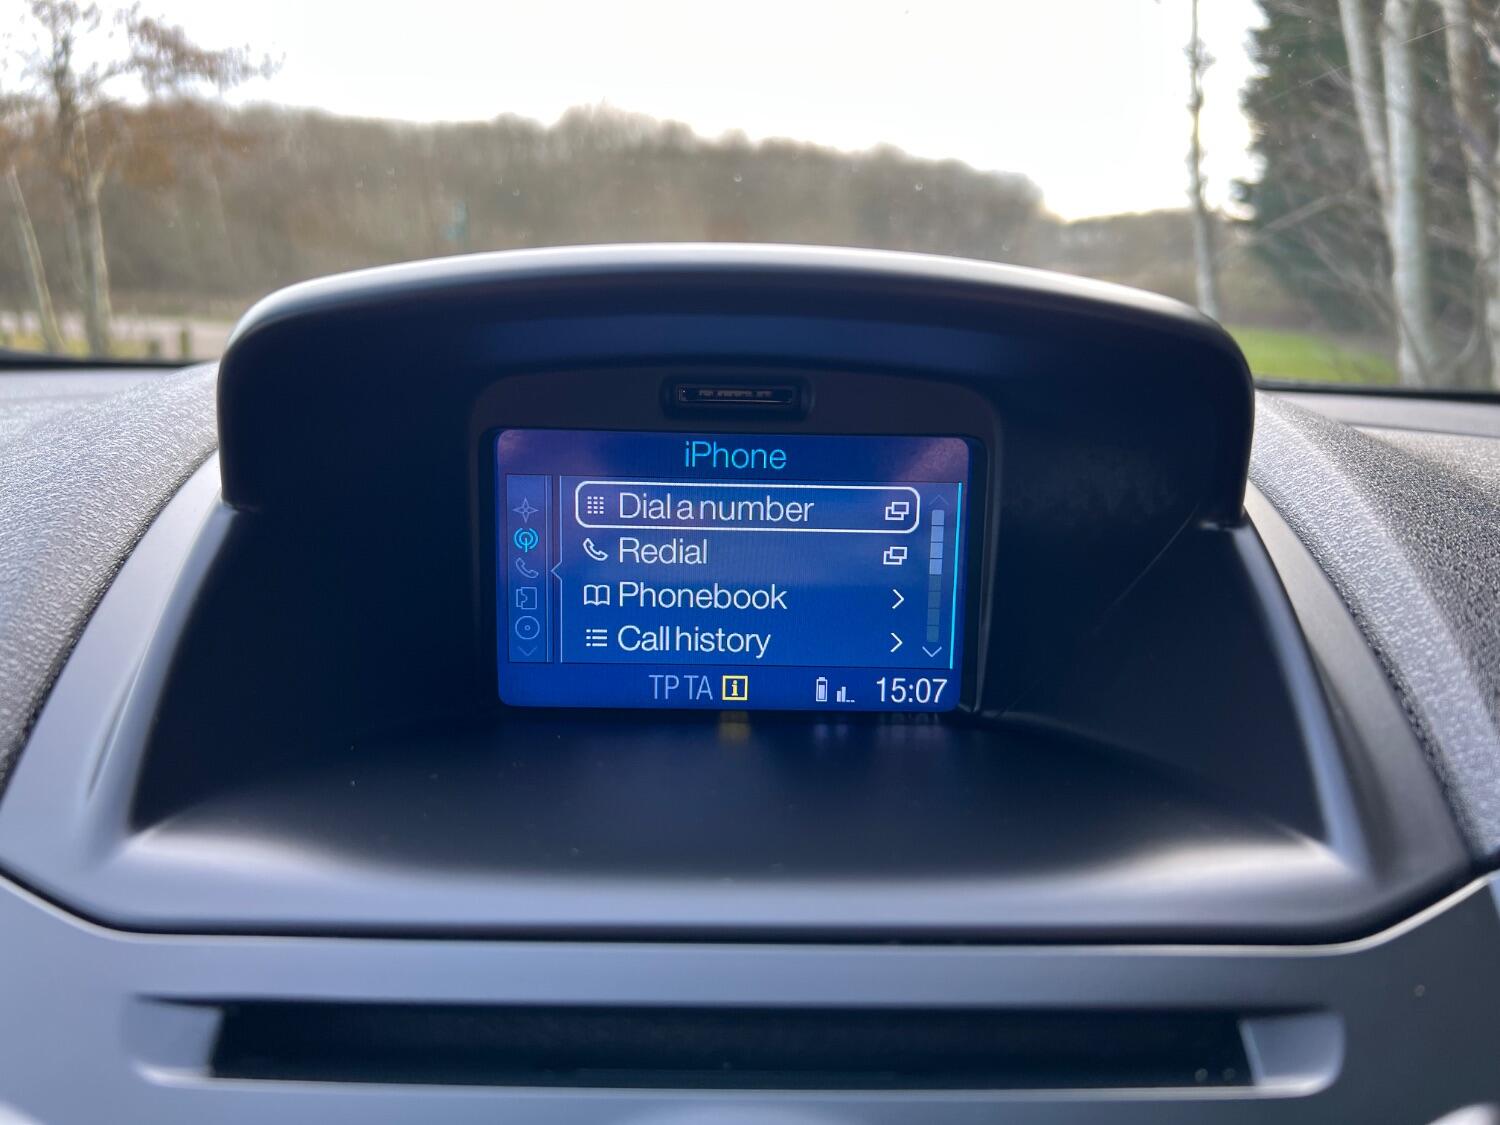 iPhone
Dial a number
Redial
Phonebook
Call history
TP TA i 15:07